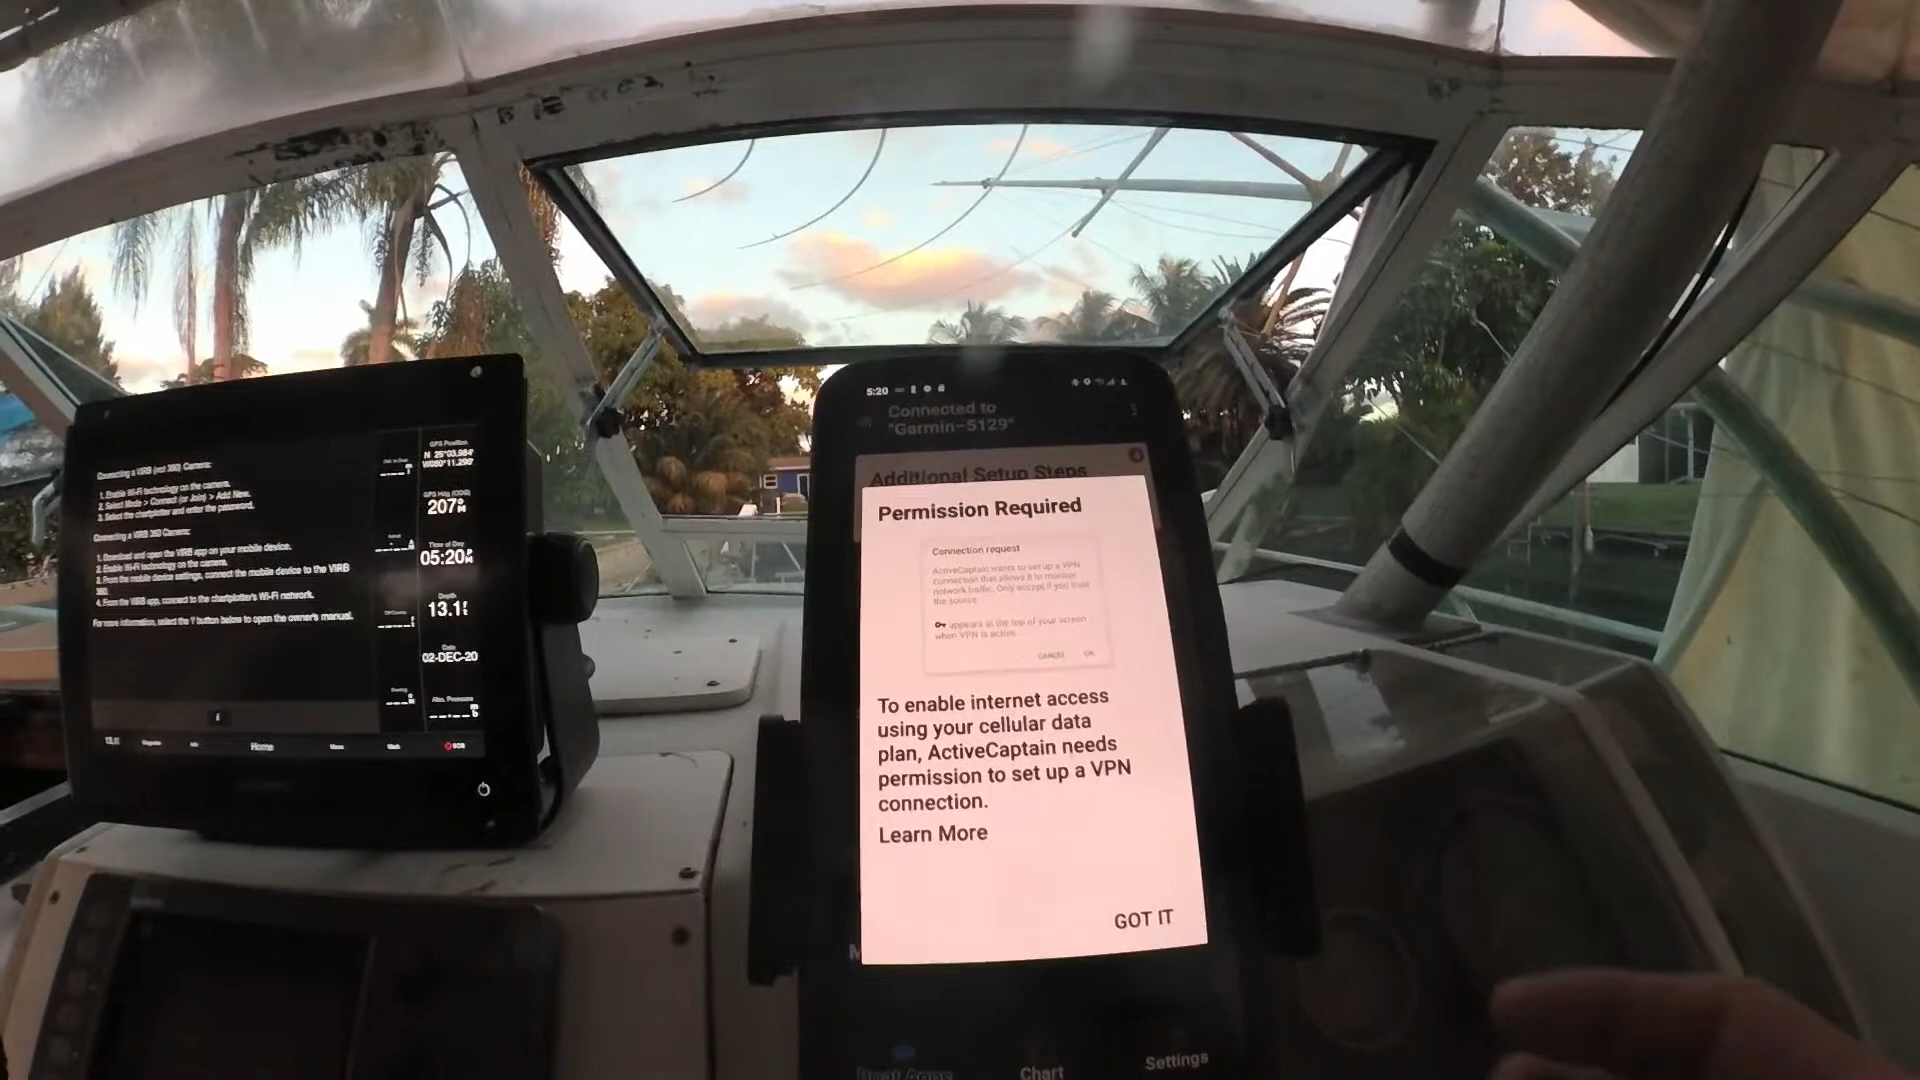 Connecting a VIRB (not 360) Camera:
1. Enable Wi-Fi technology on the camera.
2. Select Mode > Connect (or Join) > Add New.
3. Select the chartplotter and enter the password.
Connecting a VIRB 360 Camera:
1. Download and open the VIRB app on your mobile device.
2. Enable Wi-Fi technology on the camera.
3. From the mobile device settings, connect the mobile device to the VIRB
360.
4. From the VIRB app, connect to the chartplotter's Wi-Fi network.
For more information, select the 'i' button below to open the owner's manual.
GPS Position
N 26°03.984'
W080°11.296'
207°
Time of Day
05:20
Depth
13.1
Date
02-DEC-20
Bearing
Abs. Pressure
Home
Menu
Mark
SOS
5:20
Connected to
"Garmin-5129"
Additional Setup Steps
Permission Required
Connection request
ActiveCaptain wants to set up a VPN
connection that allows it to monitor
network traffic. Only accept if you trust
the source
appears at the top of your screen
when VPN is active.
CANCEL OK
To enable internet access
using your cellular data
plan, ActiveCaptain needs
permission to set up a VPN
connection.
Learn More
GOT IT
Boat Apps
Chart
Settings